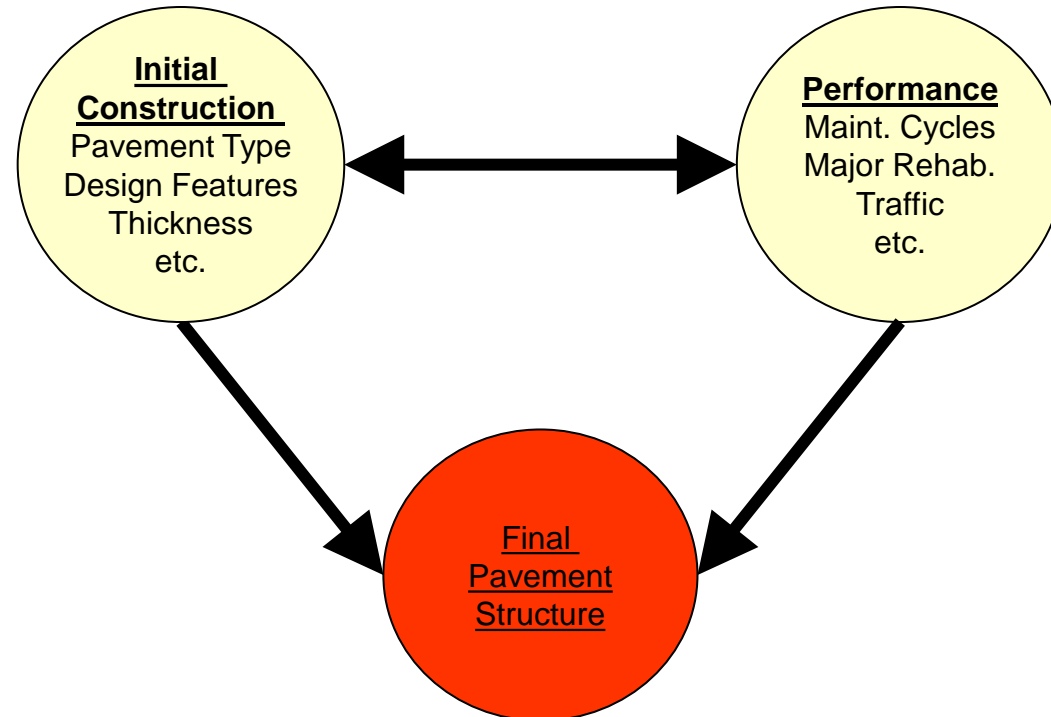 Initial
Construction
Pavement Type
Design Features
Thickness
etc.
Performance
Maint. Cycles
Major Rehab.
Traffic
etc.
Final
Pavement
Structure